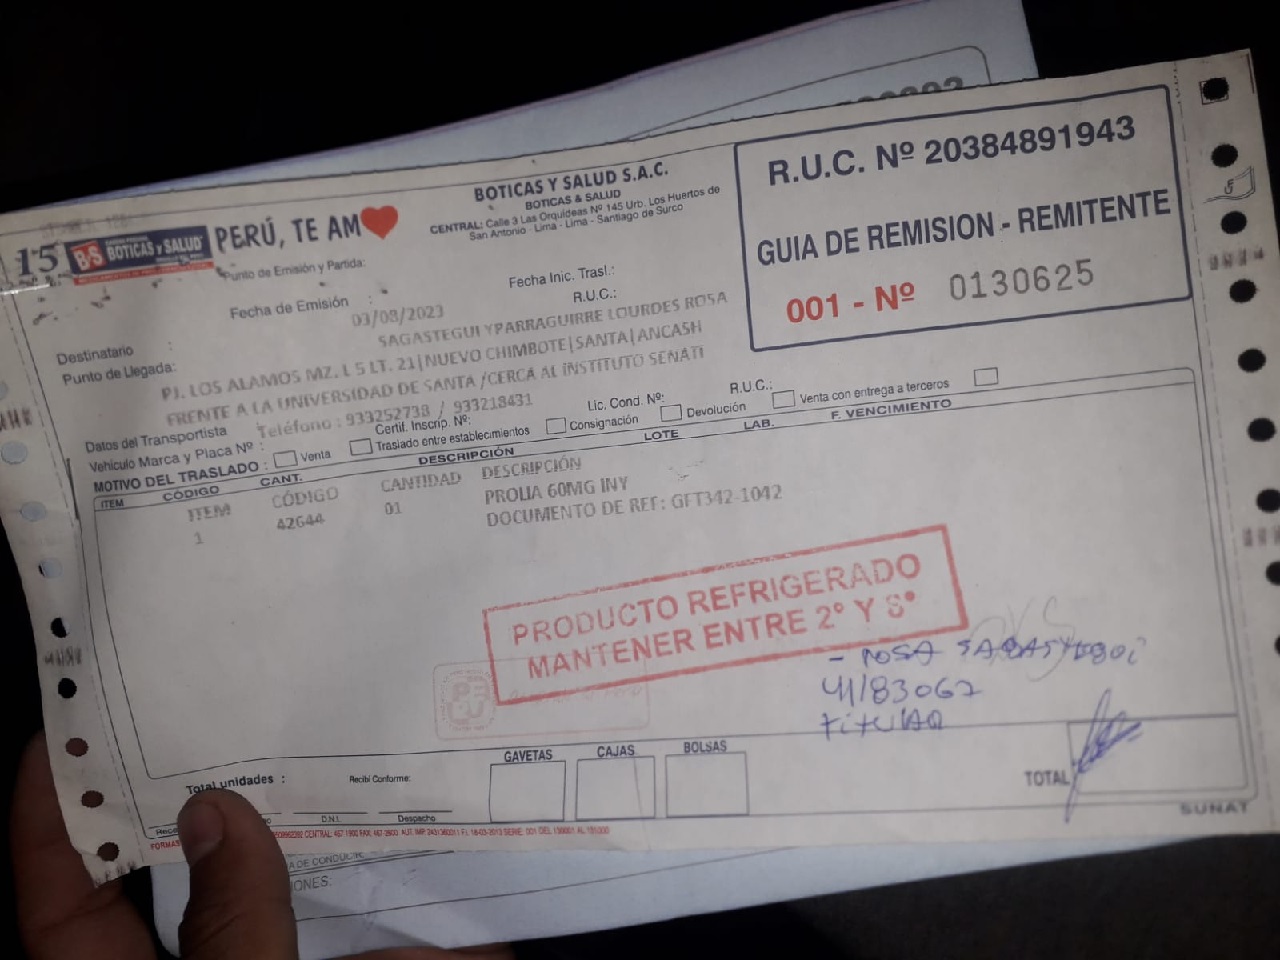 15 B·S BOTICAS Y SALUD PERÚ, TE AM
BOTICAS Y SALUD S.A.C.
BOTICAS & SALUD
CENTRAL: Calle 3 Las Orquídeas Nº 145 Urb. Los Huertos de
San Antonio - Lima - Lima - Santiago de Surco
R.U.C. Nº 20384891943
GUIA DE REMISION - REMITENTE
001 - Nº 0130625
Punto de Emisión y Partida:
Fecha de Emisión : 03/08/2023
Fecha Inic. Trasl.:
R.U.C.:
Destinatario : SAGASTEGUI YPARRAGUIRRE LOURDES ROSA
Punto de Llegada: PJ. LOS ALAMOS MZ. L 5 LT. 21|NUEVO CHIMBOTE|SANTA|ANCASH
FRENTE A LA UNIVERSIDAD DE SANTA /CERCA AL INSTITUTO SENATI
Teléfono : 933252738 / 933218431
Datos del Transportista
Certif. Inscrip. Nº:
Lic. Cond. Nº:
R.U.C.:
Vehículo Marca y Placa Nº :
MOTIVO DEL TRASLADO : Venta Traslado entre establecimientos Consignación Devolución Venta con entrega a terceros
ITEM CÓDIGO CANT. DESCRIPCIÓN LOTE LAB. F. VENCIMIENTO
ITEM CÓDIGO CANTIDAD DESCRIPCIÓN
1 42644 01 PROLIA 60MG INY
DOCUMENTO DE REF: GFT342-1042
PRODUCTO REFRIGERADO
MANTENER ENTRE 2° Y 8°
- ROSA SAGASTEGUI
41183062
TITULAR
GAVETAS CAJAS BOLSAS
Total unidades :
Recibí Conforme:
TOTAL
D.N.I. Despacho
SUNAT